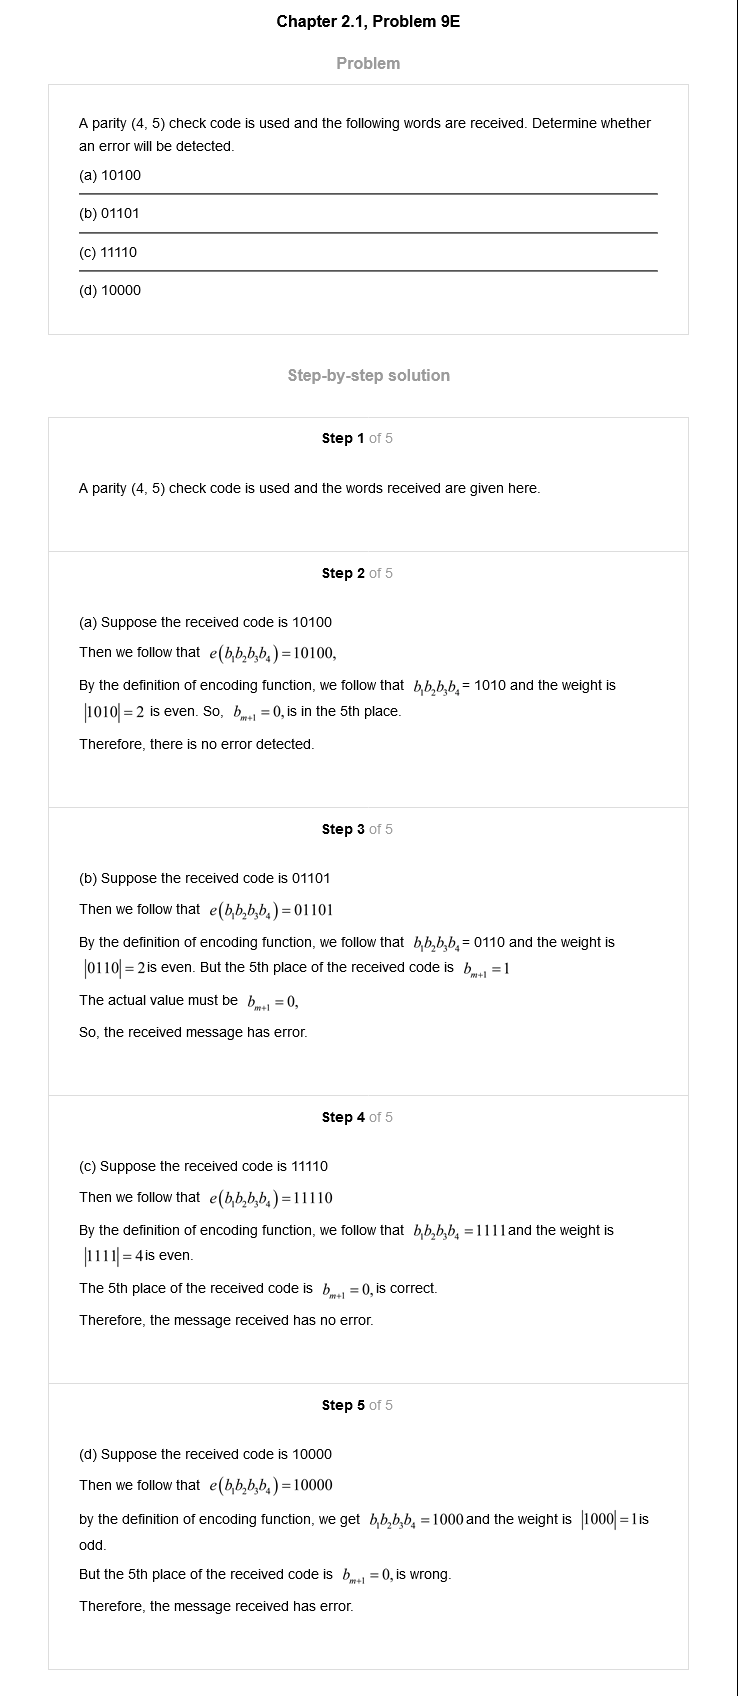 Chapter 2.1, Problem 9E
Problem
A parity (4, 5) check code is used and the following words are received. Determine whether
an error will be detected.
(a) 10100
(b) 01101
(c) 11110
(d) 10000
Step-by-step solution
Step 1 of 5
A parity (4, 5) check code is used and the words received are given here.
Step 2 of 5
(a) Suppose the received code is 10100
Then we follow that e(b₁b₂b₃b₄) = 10100,
By the definition of encoding function, we follow that b₁b₂b₃b₄ = 1010 and the weight is
|1010| = 2 is even. So, bₘ₊₁ = 0, is in the 5th place.
Therefore, there is no error detected.
Step 3 of 5
(b) Suppose the received code is 01101
Then we follow that e(b₁b₂b₃b₄) = 01101
By the definition of encoding function, we follow that b₁b₂b₃b₄ = 0110 and the weight is
|0110| = 2 is even. But the 5th place of the received code is bₘ₊₁ = 1
The actual value must be bₘ₊₁ = 0,
So, the received message has error.
Step 4 of 5
(c) Suppose the received code is 11110
Then we follow that e(b₁b₂b₃b₄) = 11110
By the definition of encoding function, we follow that b₁b₂b₃b₄ = 1111 and the weight is
|1111| = 4 is even.
The 5th place of the received code is bₘ₊₁ = 0, is correct.
Therefore, the message received has no error.
Step 5 of 5
(d) Suppose the received code is 10000
Then we follow that e(b₁b₂b₃b₄) = 10000
by the definition of encoding function, we get b₁b₂b₃b₄ = 1000 and the weight is |1000| = 1 is
odd.
But the 5th place of the received code is bₘ₊₁ = 0, is wrong.
Therefore, the message received has error.